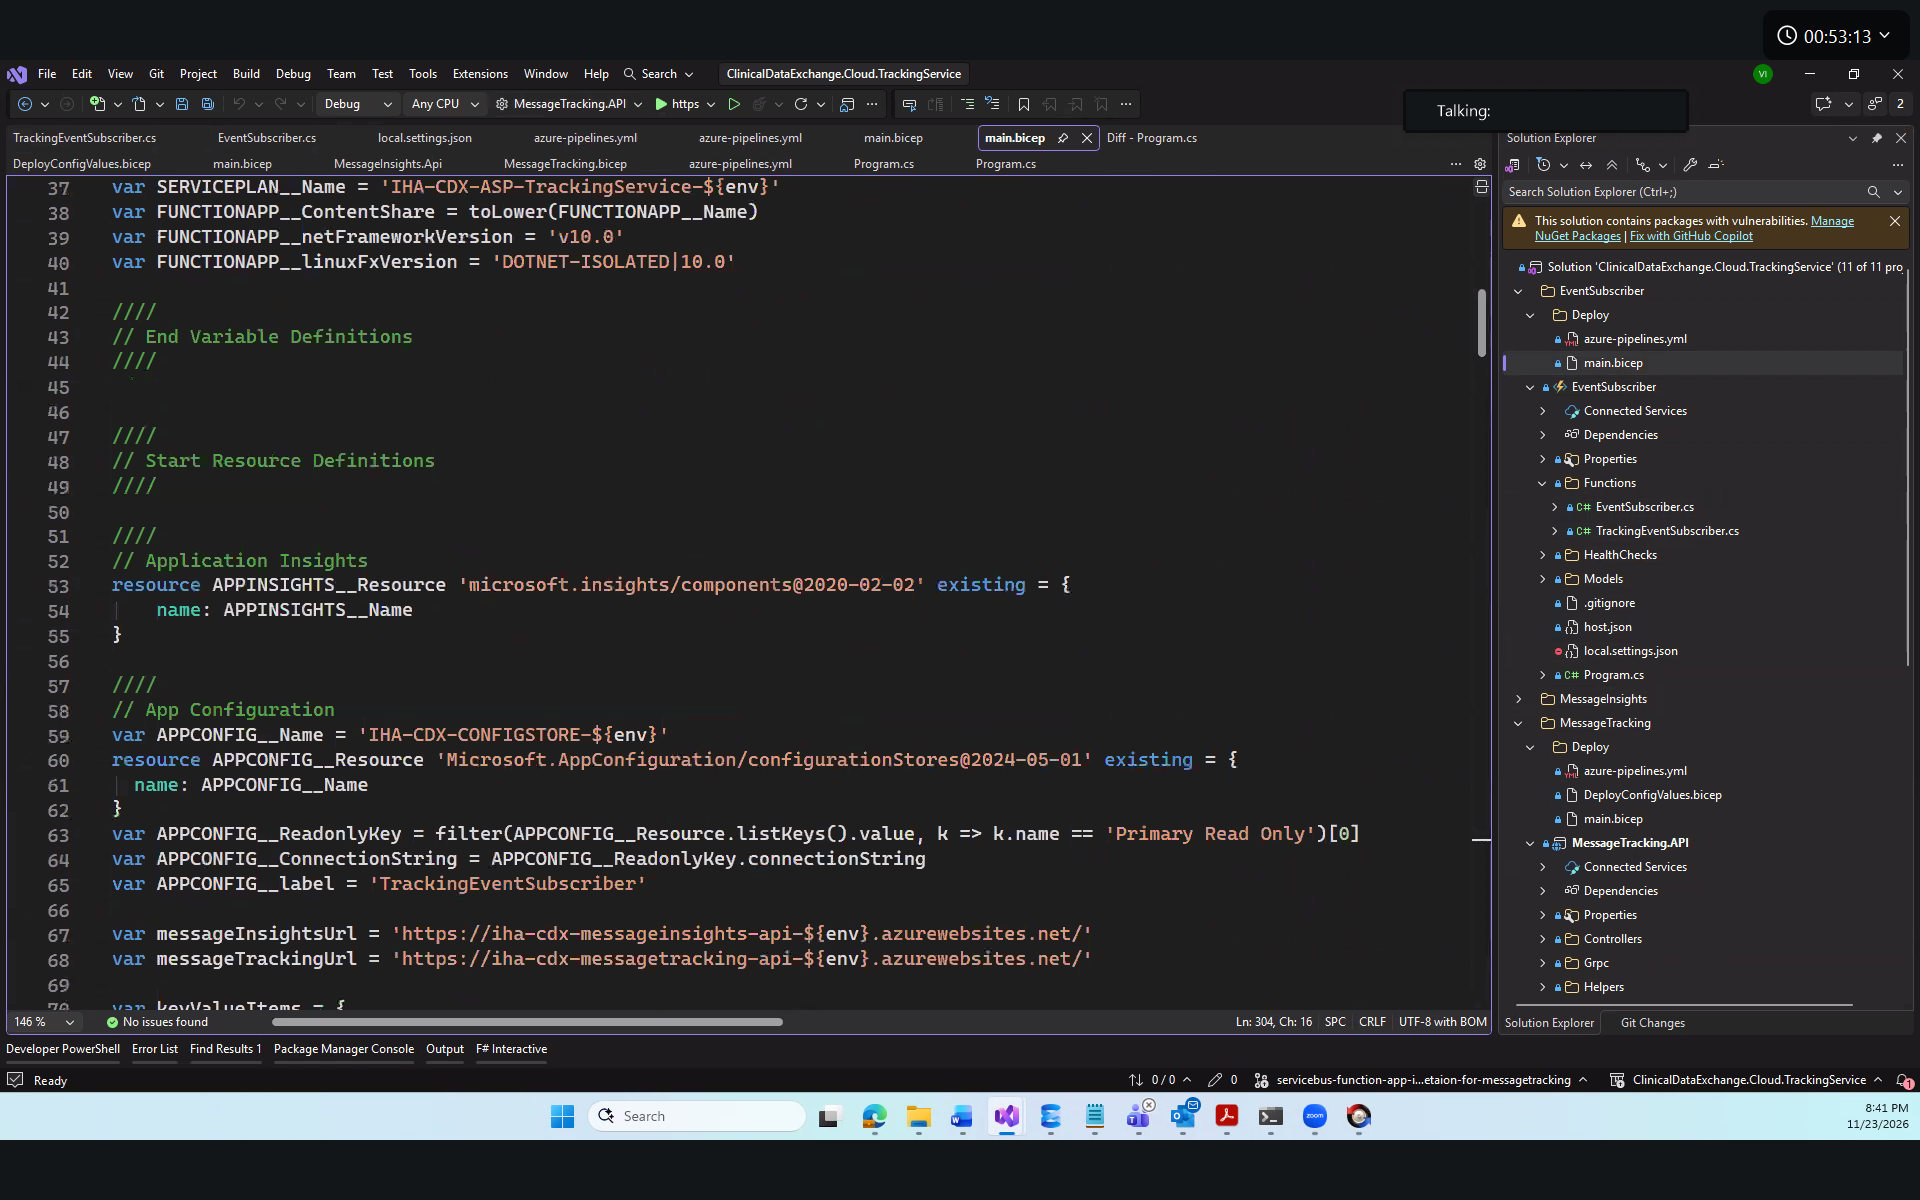 00:53:13
File Edit View Git Project Build Debug Team Test Tools Extensions Window Help Search ClinicalDataExchange.Cloud.TrackingService VI
Debug Any CPU MessageTracking.API https 2
Talking:
TrackingEventSubscriber.cs EventSubscriber.cs local.settings.json azure-pipelines.yml azure-pipelines.yml main.bicep main.bicep Diff - Program.cs
DeployConfigValues.bicep main.bicep MessageInsights.Api MessageTracking.bicep azure-pipelines.yml Program.cs Program.cs
37 var SERVICEPLAN__Name = 'IHA-CDX-ASP-TrackingService-${env}'
38 var FUNCTIONAPP__ContentShare = toLower(FUNCTIONAPP__Name)
39 var FUNCTIONAPP__netFrameworkVersion = 'v10.0'
40 var FUNCTIONAPP__linuxFxVersion = 'DOTNET-ISOLATED|10.0'
41
42 ////
43 // End Variable Definitions
44 ////
45
46
47 ////
48 // Start Resource Definitions
49 ////
50
51 ////
52 // Application Insights
53 resource APPINSIGHTS__Resource 'microsoft.insights/components@2020-02-02' existing = {
54 name: APPINSIGHTS__Name
55 }
56
57 ////
58 // App Configuration
59 var APPCONFIG__Name = 'IHA-CDX-CONFIGSTORE-${env}'
60 resource APPCONFIG__Resource 'Microsoft.AppConfiguration/configurationStores@2024-05-01' existing = {
61 name: APPCONFIG__Name
62 }
63 var APPCONFIG__ReadonlyKey = filter(APPCONFIG__Resource.listKeys().value, k => k.name == 'Primary Read Only')[0]
64 var APPCONFIG__ConnectionString = APPCONFIG__ReadonlyKey.connectionString
65 var APPCONFIG__label = 'TrackingEventSubscriber'
66
67 var messageInsightsUrl = 'https://iha-cdx-messageinsights-api-${env}.azurewebsites.net/'
68 var messageTrackingUrl = 'https://iha-cdx-messagetracking-api-${env}.azurewebsites.net/'
69
70 var keyValueItems = {
146 % No issues found Ln: 304, Ch: 16 SPC CRLF UTF-8 with BOM
Solution Explorer
Search Solution Explorer (Ctrl+;)
This solution contains packages with vulnerabilities. Manage
NuGet Packages | Fix with GitHub Copilot
Solution 'ClinicalDataExchange.Cloud.TrackingService' (11 of 11 pro
EventSubscriber
Deploy
azure-pipelines.yml
main.bicep
EventSubscriber
Connected Services
Dependencies
Properties
Functions
C# EventSubscriber.cs
C# TrackingEventSubscriber.cs
HealthChecks
Models
.gitignore
host.json
local.settings.json
C# Program.cs
MessageInsights
MessageTracking
Deploy
azure-pipelines.yml
DeployConfigValues.bicep
main.bicep
MessageTracking.API
Connected Services
Dependencies
Properties
Controllers
Grpc
Helpers
Solution Explorer Git Changes
Developer PowerShell Error List Find Results 1 Package Manager Console Output F# Interactive
Ready 0 / 0 0 servicebus-function-app-i...etaion-for-messagetracking ClinicalDataExchange.Cloud.TrackingService 1
Search
zoom
8:41 PM
11/23/2026